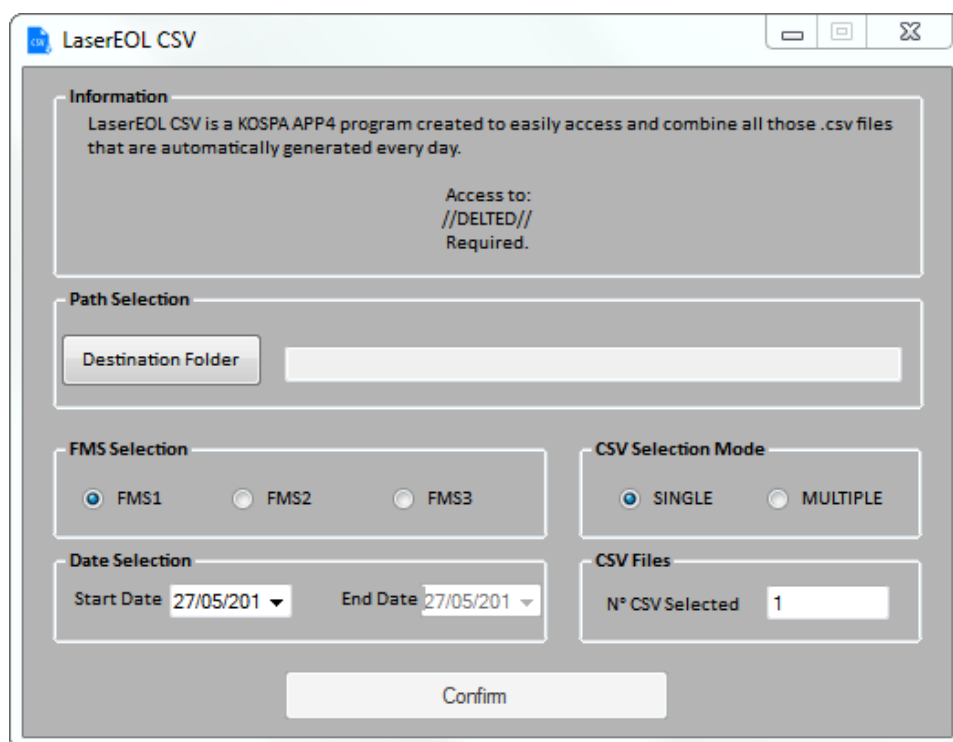 LaserEOL CSV
Information
LaserEOL CSV is a KOSPA APP4 program created to easily access and combine all those .csv files
that are automatically generated every day.
Access to:
//DELTED//
Required.
Path Selection
Destination Folder
FMS Selection
FMS1 FMS2 FMS3
CSV Selection Mode
SINGLE MULTIPLE
Date Selection
Start Date 27/05/201 End Date 27/05/201
CSV Files
N° CSV Selected 1
Confirm